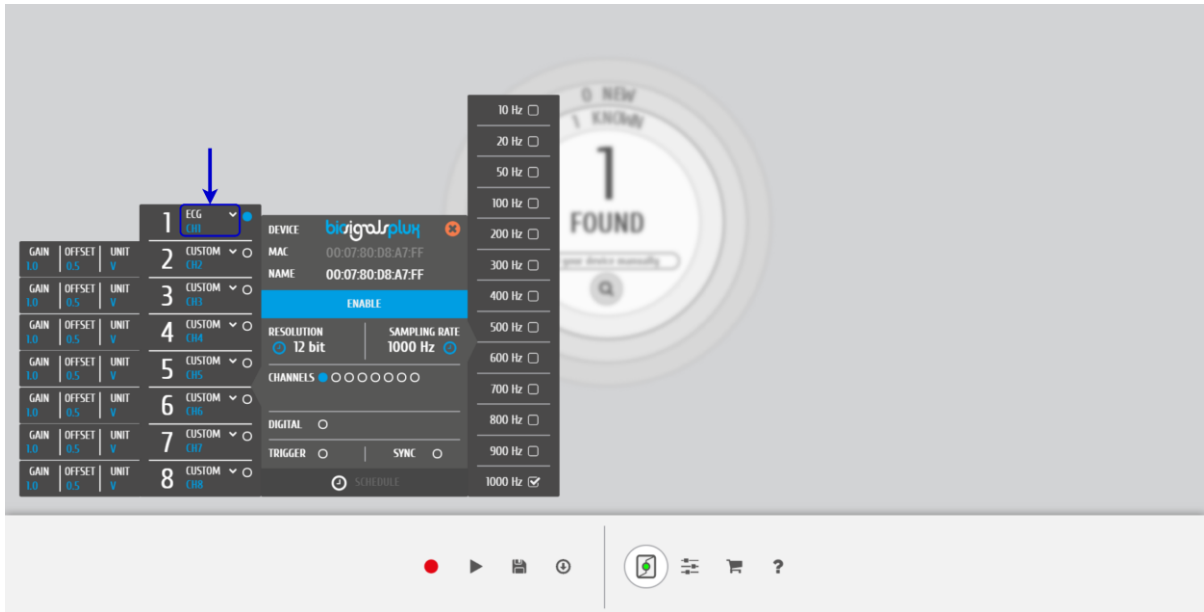 0 NEW
1 KNOWN
1
FOUND
your device manually
10 Hz
20 Hz
50 Hz
100 Hz
200 Hz
300 Hz
400 Hz
500 Hz
600 Hz
700 Hz
800 Hz
900 Hz
1000 Hz
1 ECG
CH1
GAIN OFFSET UNIT 2 CUSTOM
1.0 0.5 V CH2
GAIN OFFSET UNIT 3 CUSTOM
1.0 0.5 V CH3
GAIN OFFSET UNIT 4 CUSTOM
1.0 0.5 V CH4
GAIN OFFSET UNIT 5 CUSTOM
1.0 0.5 V CH5
GAIN OFFSET UNIT 6 CUSTOM
1.0 0.5 V CH6
GAIN OFFSET UNIT 7 CUSTOM
1.0 0.5 V CH7
GAIN OFFSET UNIT 8 CUSTOM
1.0 0.5 V CH8
DEVICE biosignalsplux
MAC 00:07:80:D8:A7:FF
NAME 00:07:80:D8:A7:FF
ENABLE
RESOLUTION SAMPLING RATE
12 bit 1000 Hz
CHANNELS
DIGITAL
TRIGGER SYNC
SCHEDULE
?